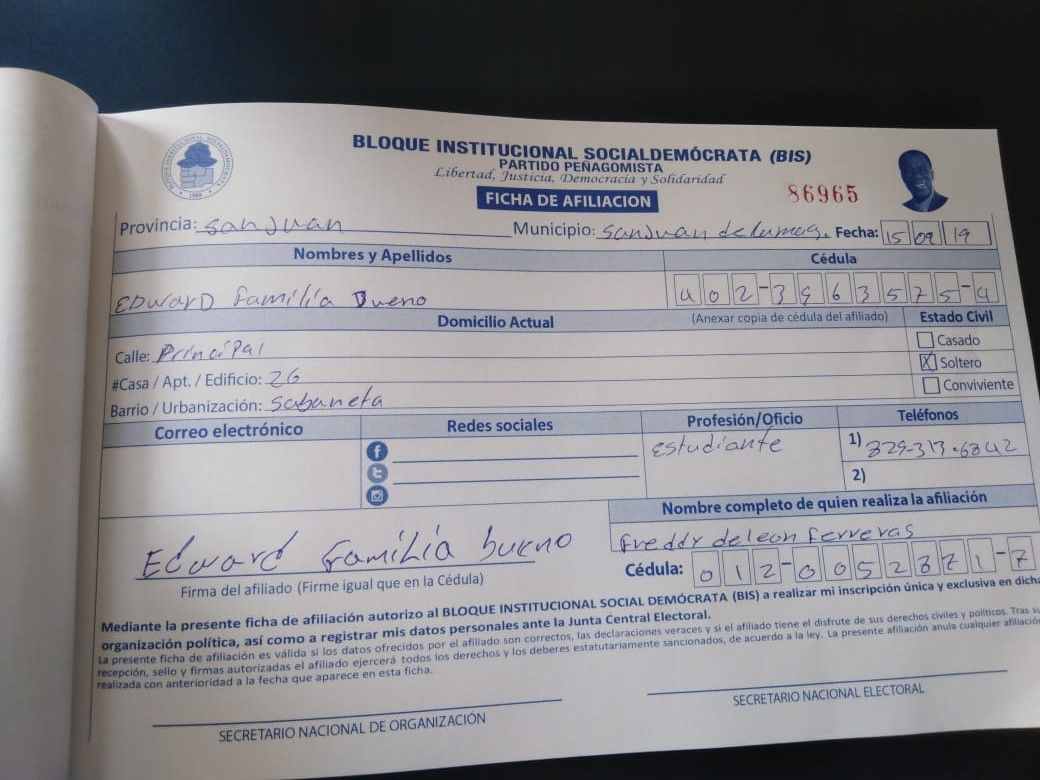 BLOQUE INSTITUCIONAL SOCIALDEMÓCRATA (BIS)
PARTIDO PEÑAGOMISTA
Libertad, Justicia, Democracia y Solidaridad
86965
FICHA DE AFILIACION
Provincia: San Juan Municipio: San Juan de la mag. Fecha: 15 09 19
Nombres y Apellidos Cédula
EDWARD Familia Bueno 402-3963575-4
Domicilio Actual (Anexar copia de cédula del afiliado) Estado Civil
Calle: Principal
Casado
#Casa / Apt. / Edificio: 26
X Soltero
Barrio / Urbanización: Sabaneta
Conviviente
Correo electrónico Redes sociales Profesión/Oficio Teléfonos
estudiante 1) 829-313-6842
2)
Nombre completo de quien realiza la afiliación
Freddy de leon Ferreras
Edward Familia bueno
Cédula: 012-0052871-7
Firma del afiliado (Firme igual que en la Cédula)
Mediante la presente ficha de afiliación autorizo al BLOQUE INSTITUCIONAL SOCIAL DEMÓCRATA (BIS) a realizar mi inscripción única y exclusiva en dicha
organización política, así como a registrar mis datos personales ante la Junta Central Electoral.
La presente ficha de afiliación es válida si los datos ofrecidos por el afiliado son correctos, las declaraciones veraces y si el afiliado tiene el disfrute de sus derechos civiles y políticos. Tras su
recepción, sello y firmas autorizadas el afiliado ejercerá todos los derechos y los deberes estatutariamente sancionados, de acuerdo a la ley. La presente afiliación anula cualquier afiliación
realizada con anterioridad a la fecha que aparece en esta ficha.
SECRETARIO NACIONAL DE ORGANIZACIÓN
SECRETARIO NACIONAL ELECTORAL